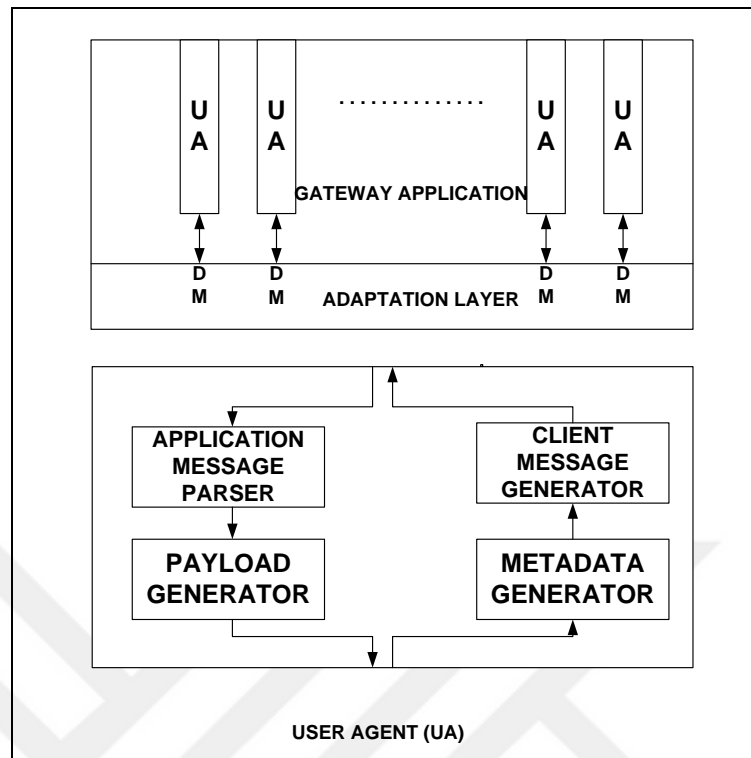 U
A
U
A
..............
U
A
U
A
GATEWAY APPLICATION
D
M
D
M
ADAPTATION LAYER
D
M
D
M
APPLICATION
MESSAGE
PARSER
CLIENT
MESSAGE
GENERATOR
PAYLOAD
GENERATOR
METADATA
GENERATOR
USER AGENT (UA)